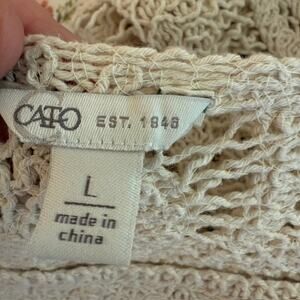 CATO EST. 1946
L
made in
china